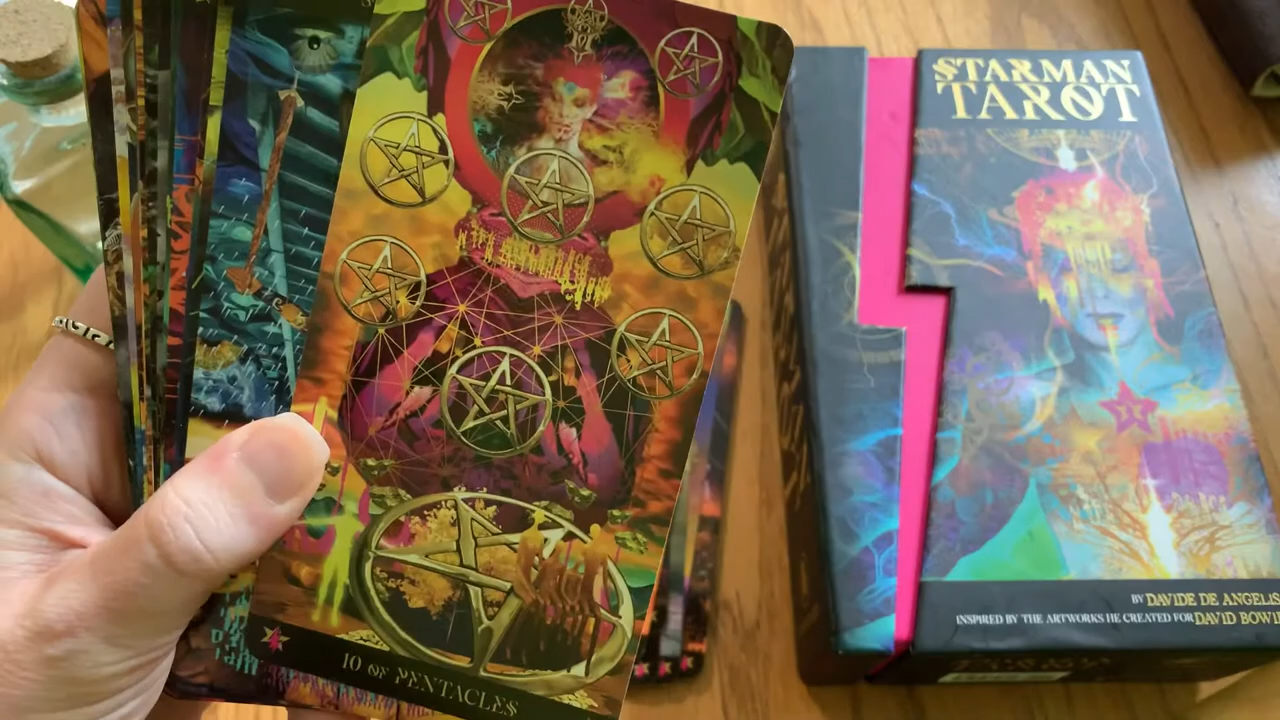 STARMAN
TAROT
BY DAVIDE DE ANGELIS
INSPIRED BY THE ARTWORKS HE CREATED FOR DAVID BOWIE
10 OF PENTACLES